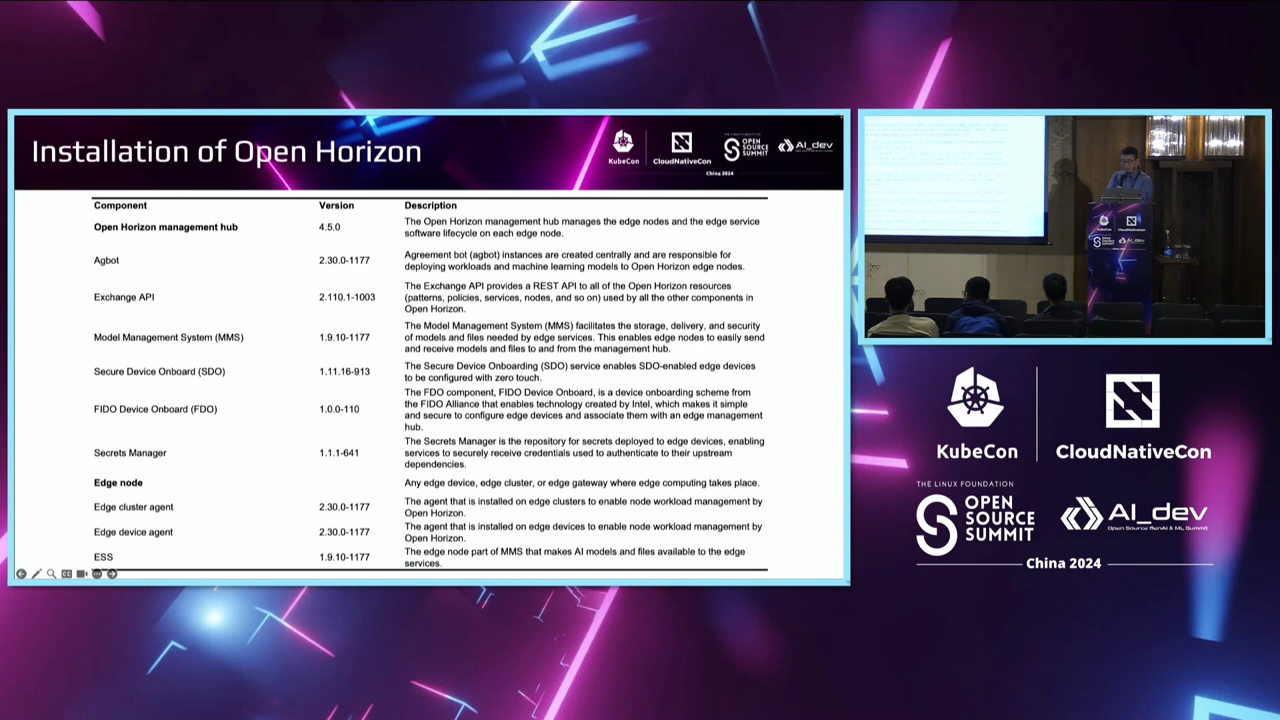 Installation of Open Horizon
KubeCon
CloudNativeCon
THE LINUX FOUNDATION
OPEN
SOURCE
SUMMIT
AI_dev
China 2024
Component Version Description
Open Horizon management hub 4.5.0 The Open Horizon management hub manages the edge nodes and the edge service
software lifecycle on each edge node.
Agbot 2.30.0-1177 Agreement bot (agbot) instances are created centrally and are responsible for
deploying workloads and machine learning models to Open Horizon edge nodes.
Exchange API 2.110.1-1003 The Exchange API provides a REST API to all of the Open Horizon resources
(patterns, policies, services, nodes, and so on) used by all the other components in
Open Horizon.
Model Management System (MMS) 1.9.10-1177 The Model Management System (MMS) facilitates the storage, delivery, and security
of models and files needed by edge services. This enables edge nodes to easily send
and receive models and files to and from the management hub.
Secure Device Onboard (SDO) 1.11.16-913 The Secure Device Onboarding (SDO) service enables SDO-enabled edge devices
to be configured with zero touch.
FIDO Device Onboard (FDO) 1.0.0-110 The FDO component, FIDO Device Onboard, is a device onboarding scheme from
the FIDO Alliance that enables technology created by Intel, which makes it simple
and secure to configure edge devices and associate them with an edge management
hub.
Secrets Manager 1.1.1-641 The Secrets Manager is the repository for secrets deployed to edge devices, enabling
services to securely receive credentials used to authenticate to their upstream
dependencies.
Edge node Any edge device, edge cluster, or edge gateway where edge computing takes place.
Edge cluster agent 2.30.0-1177 The agent that is installed on edge clusters to enable node workload management by
Open Horizon.
Edge device agent 2.30.0-1177 The agent that is installed on edge devices to enable node workload management by
Open Horizon.
ESS 1.9.10-1177 The edge node part of MMS that makes AI models and files available to the edge
services.
KubeCon
CloudNativeCon
THE LINUX FOUNDATION
OPEN
SOURCE
SUMMIT
AI_dev
Open Source GenAI & ML Summit
China 2024